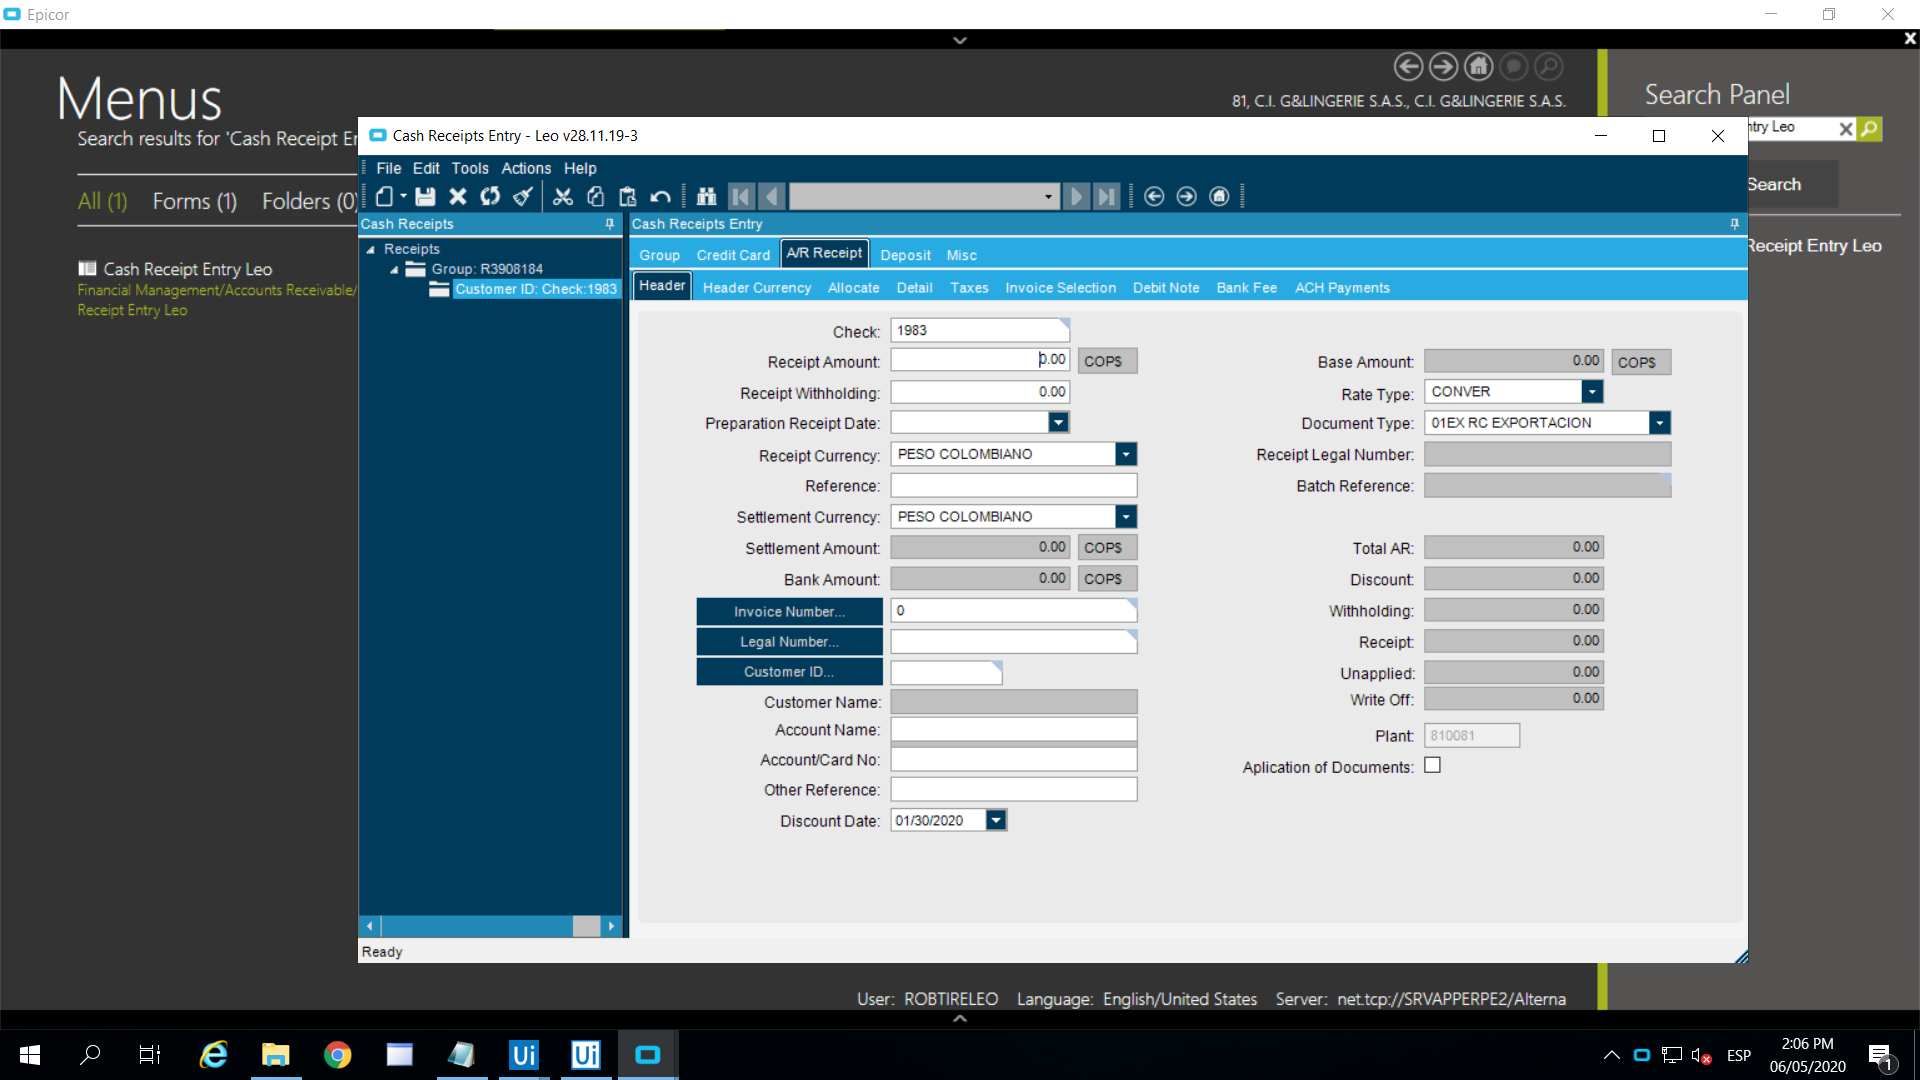 Epicor
Menus
Search results for 'Cash Receipt En
All (1) Forms (1) Folders (0)
Cash Receipt Entry Leo
Financial Management/Accounts Receivable/
Receipt Entry Leo
81, C.I. G&LINGERIE S.A.S., C.I. G&LINGERIE S.A.S.
Search Panel
ntry Leo
Search
Receipt Entry Leo
Cash Receipts Entry - Leo v28.11.19-3
File Edit Tools Actions Help
Cash Receipts
Receipts
Group: R3908184
Customer ID: Check:1983
Cash Receipts Entry
Group Credit Card A/R Receipt Deposit Misc
Header Header Currency Allocate Detail Taxes Invoice Selection Debit Note Bank Fee ACH Payments
Check: 1983
Receipt Amount: 0.00 COP$
Receipt Withholding: 0.00
Preparation Receipt Date:
Receipt Currency: PESO COLOMBIANO
Reference:
Settlement Currency: PESO COLOMBIANO
Settlement Amount: 0.00 COP$
Bank Amount: 0.00 COP$
Invoice Number... 0
Legal Number...
Customer ID...
Customer Name:
Account Name:
Account/Card No:
Other Reference:
Discount Date: 01/30/2020
Base Amount: 0.00 COP$
Rate Type: CONVER
Document Type: 01EX RC EXPORTACION
Receipt Legal Number:
Batch Reference:
Total AR: 0.00
Discount: 0.00
Withholding: 0.00
Receipt: 0.00
Unapplied: 0.00
Write Off: 0.00
Plant: 810081
Aplication of Documents:
Ready
User: ROBTIRELEO Language: English/United States Server: net.tcp://SRVAPPERPE2/Alterna
Ui
Ui
ESP
2:06 PM
06/05/2020
1